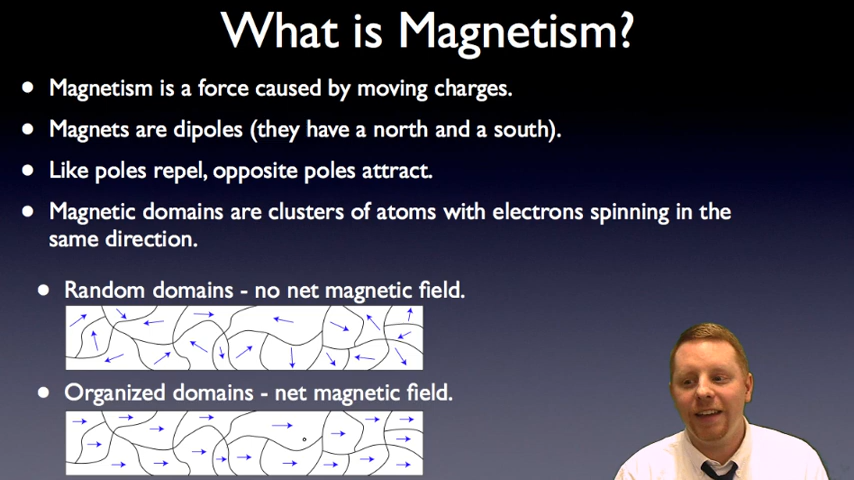 What is Magnetism?
• Magnetism is a force caused by moving charges.
• Magnets are dipoles (they have a north and a south).
• Like poles repel, opposite poles attract.
• Magnetic domains are clusters of atoms with electrons spinning in the
same direction.
• Random domains - no net magnetic field.
• Organized domains - net magnetic field.